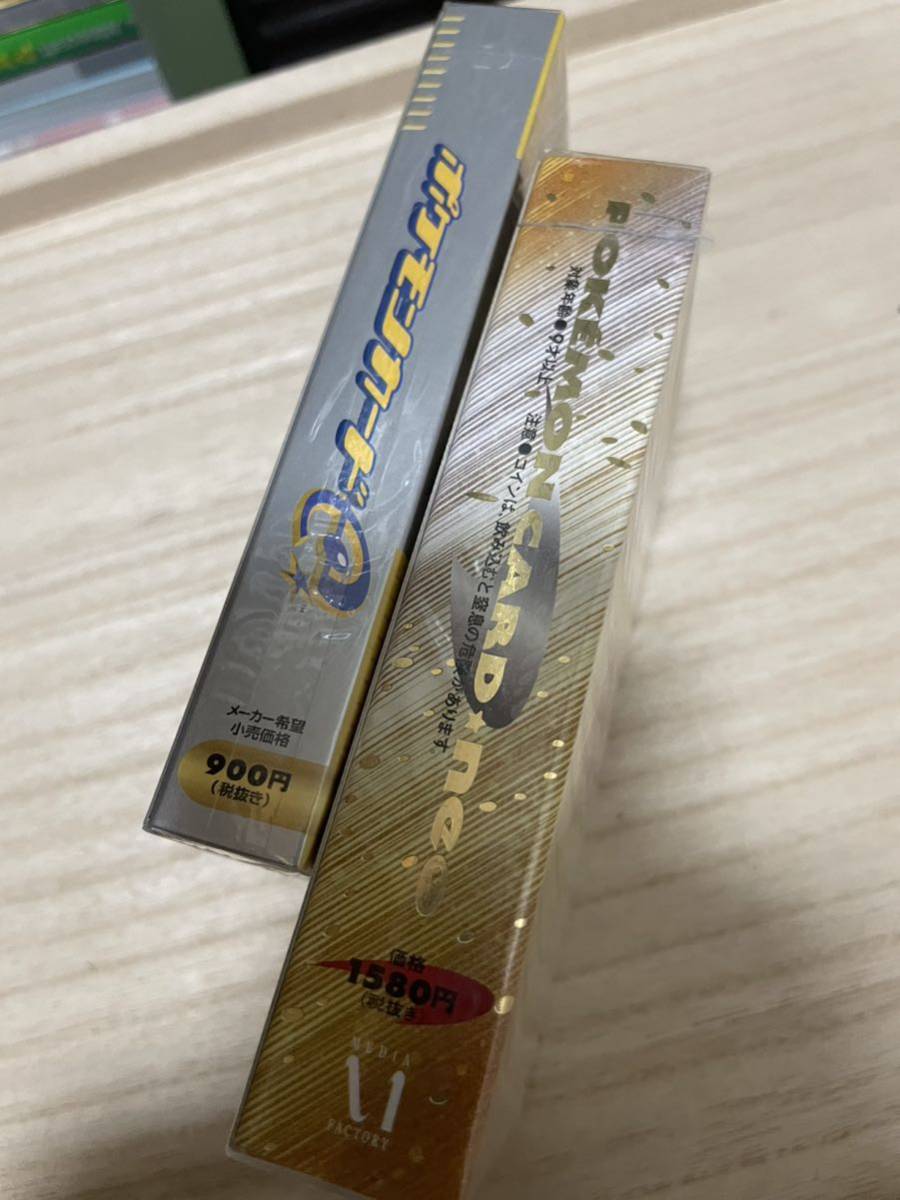 ポケモンカードe
TM
メーカー希望
小売価格
900円
(税抜き)
POKÉMON CARD★neo
対象年齢●9才以上 注意●コインは、飲み込むと窒息の危険があります
価格
1580円
(税抜き)
MEDIA
FACTORY